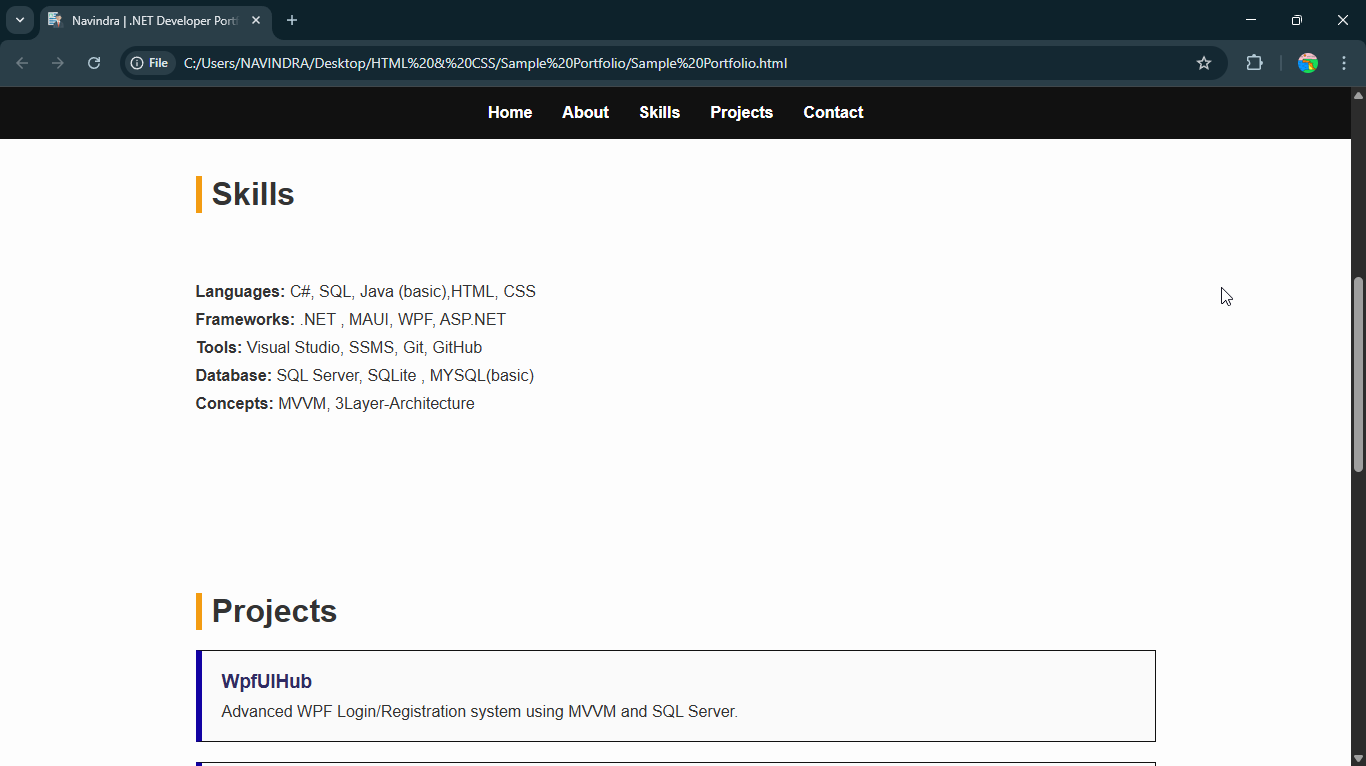 Navindra | .NET Developer Portf
File C:/Users/NAVINDRA/Desktop/HTML%20&%20CSS/Sample%20Portfolio/Sample%20Portfolio.html
Home About Skills Projects Contact
Skills
Languages: C#, SQL, Java (basic),HTML, CSS
Frameworks: .NET , MAUI, WPF, ASP.NET
Tools: Visual Studio, SSMS, Git, GitHub
Database: SQL Server, SQLite , MYSQL(basic)
Concepts: MVVM, 3Layer-Architecture
Projects
WpfUIHub
Advanced WPF Login/Registration system using MVVM and SQL Server.